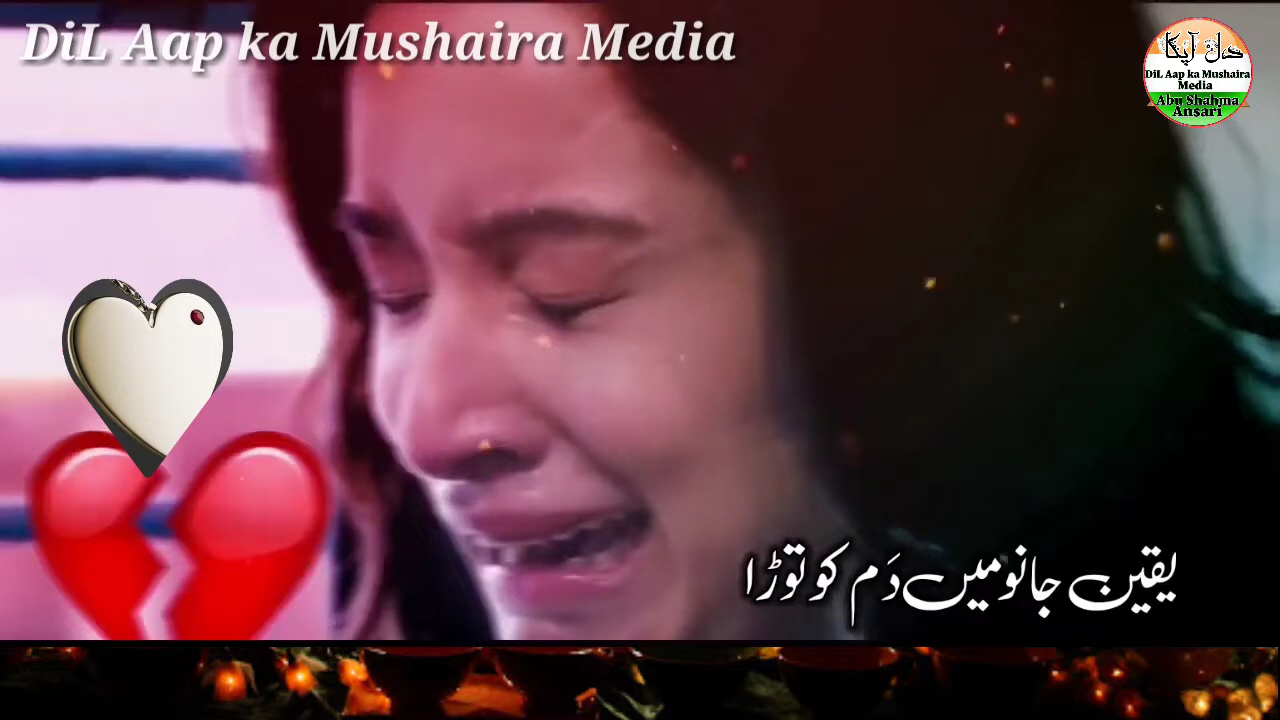 DiL Aap ka Mushaira Media
دل آپکا
DiL Aap ka Mushaira
Media
Abu Shahma
Ansari
یقین جانو میں دَم کو توڑا